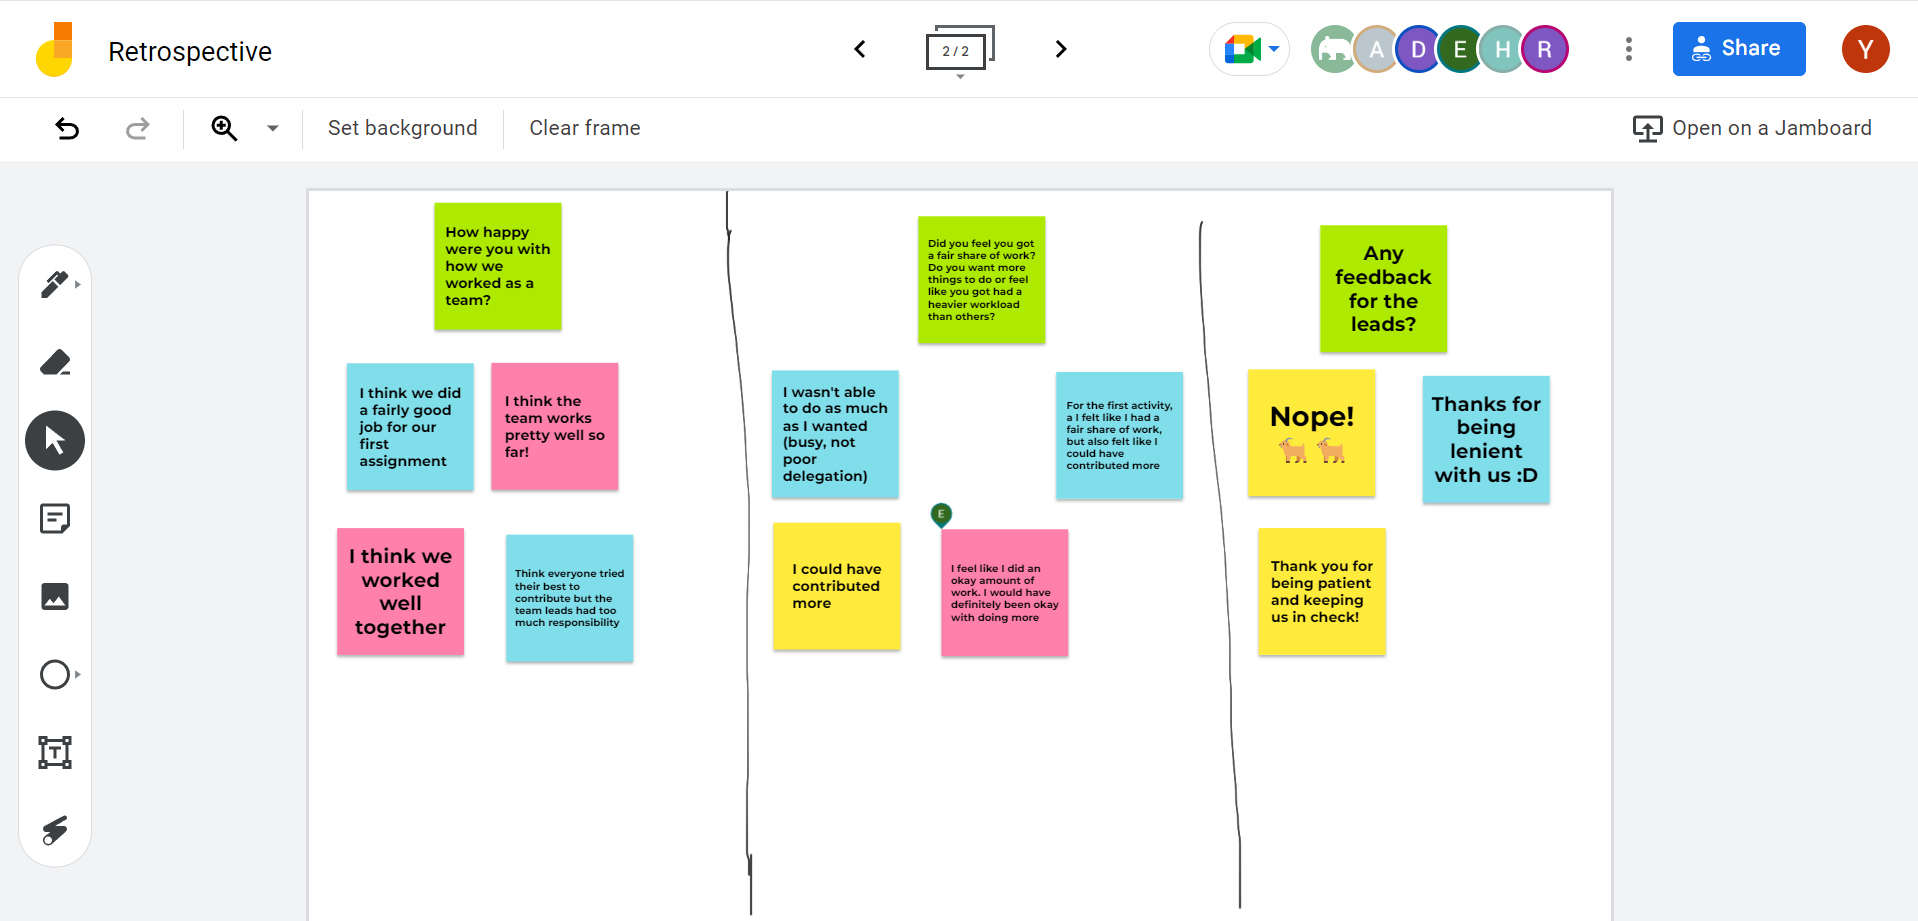 Retrospective
2 / 2
A
D
E
H
R
Share
Y
Set background
Clear frame
Open on a Jamboard
How happy
were you with
how we
worked as a
team?
I think we did
a fairly good
job for our
first
assignment
I think the
team works
pretty well so
far!
I think we
worked
well
together
Think everyone tried
their best to
contribute but the
team leads had too
much responsibility
Did you feel you got
a fair share of work?
Do you want more
things to do or feel
like you got had a
heavier workload
than others?
I wasn't able
to do as much
as I wanted
(busy, not
poor
delegation)
For the first activity,
a I felt like I had a
fair share of work,
but also felt like I
could have
contributed more
I could have
contributed
more
E
I feel like I did an
okay amount of
work. I would have
definitely been okay
with doing more
Any
feedback
for the
leads?
Nope!
Thanks for
being
lenient
with us :D
Thank you for
being patient
and keeping
us in check!
T